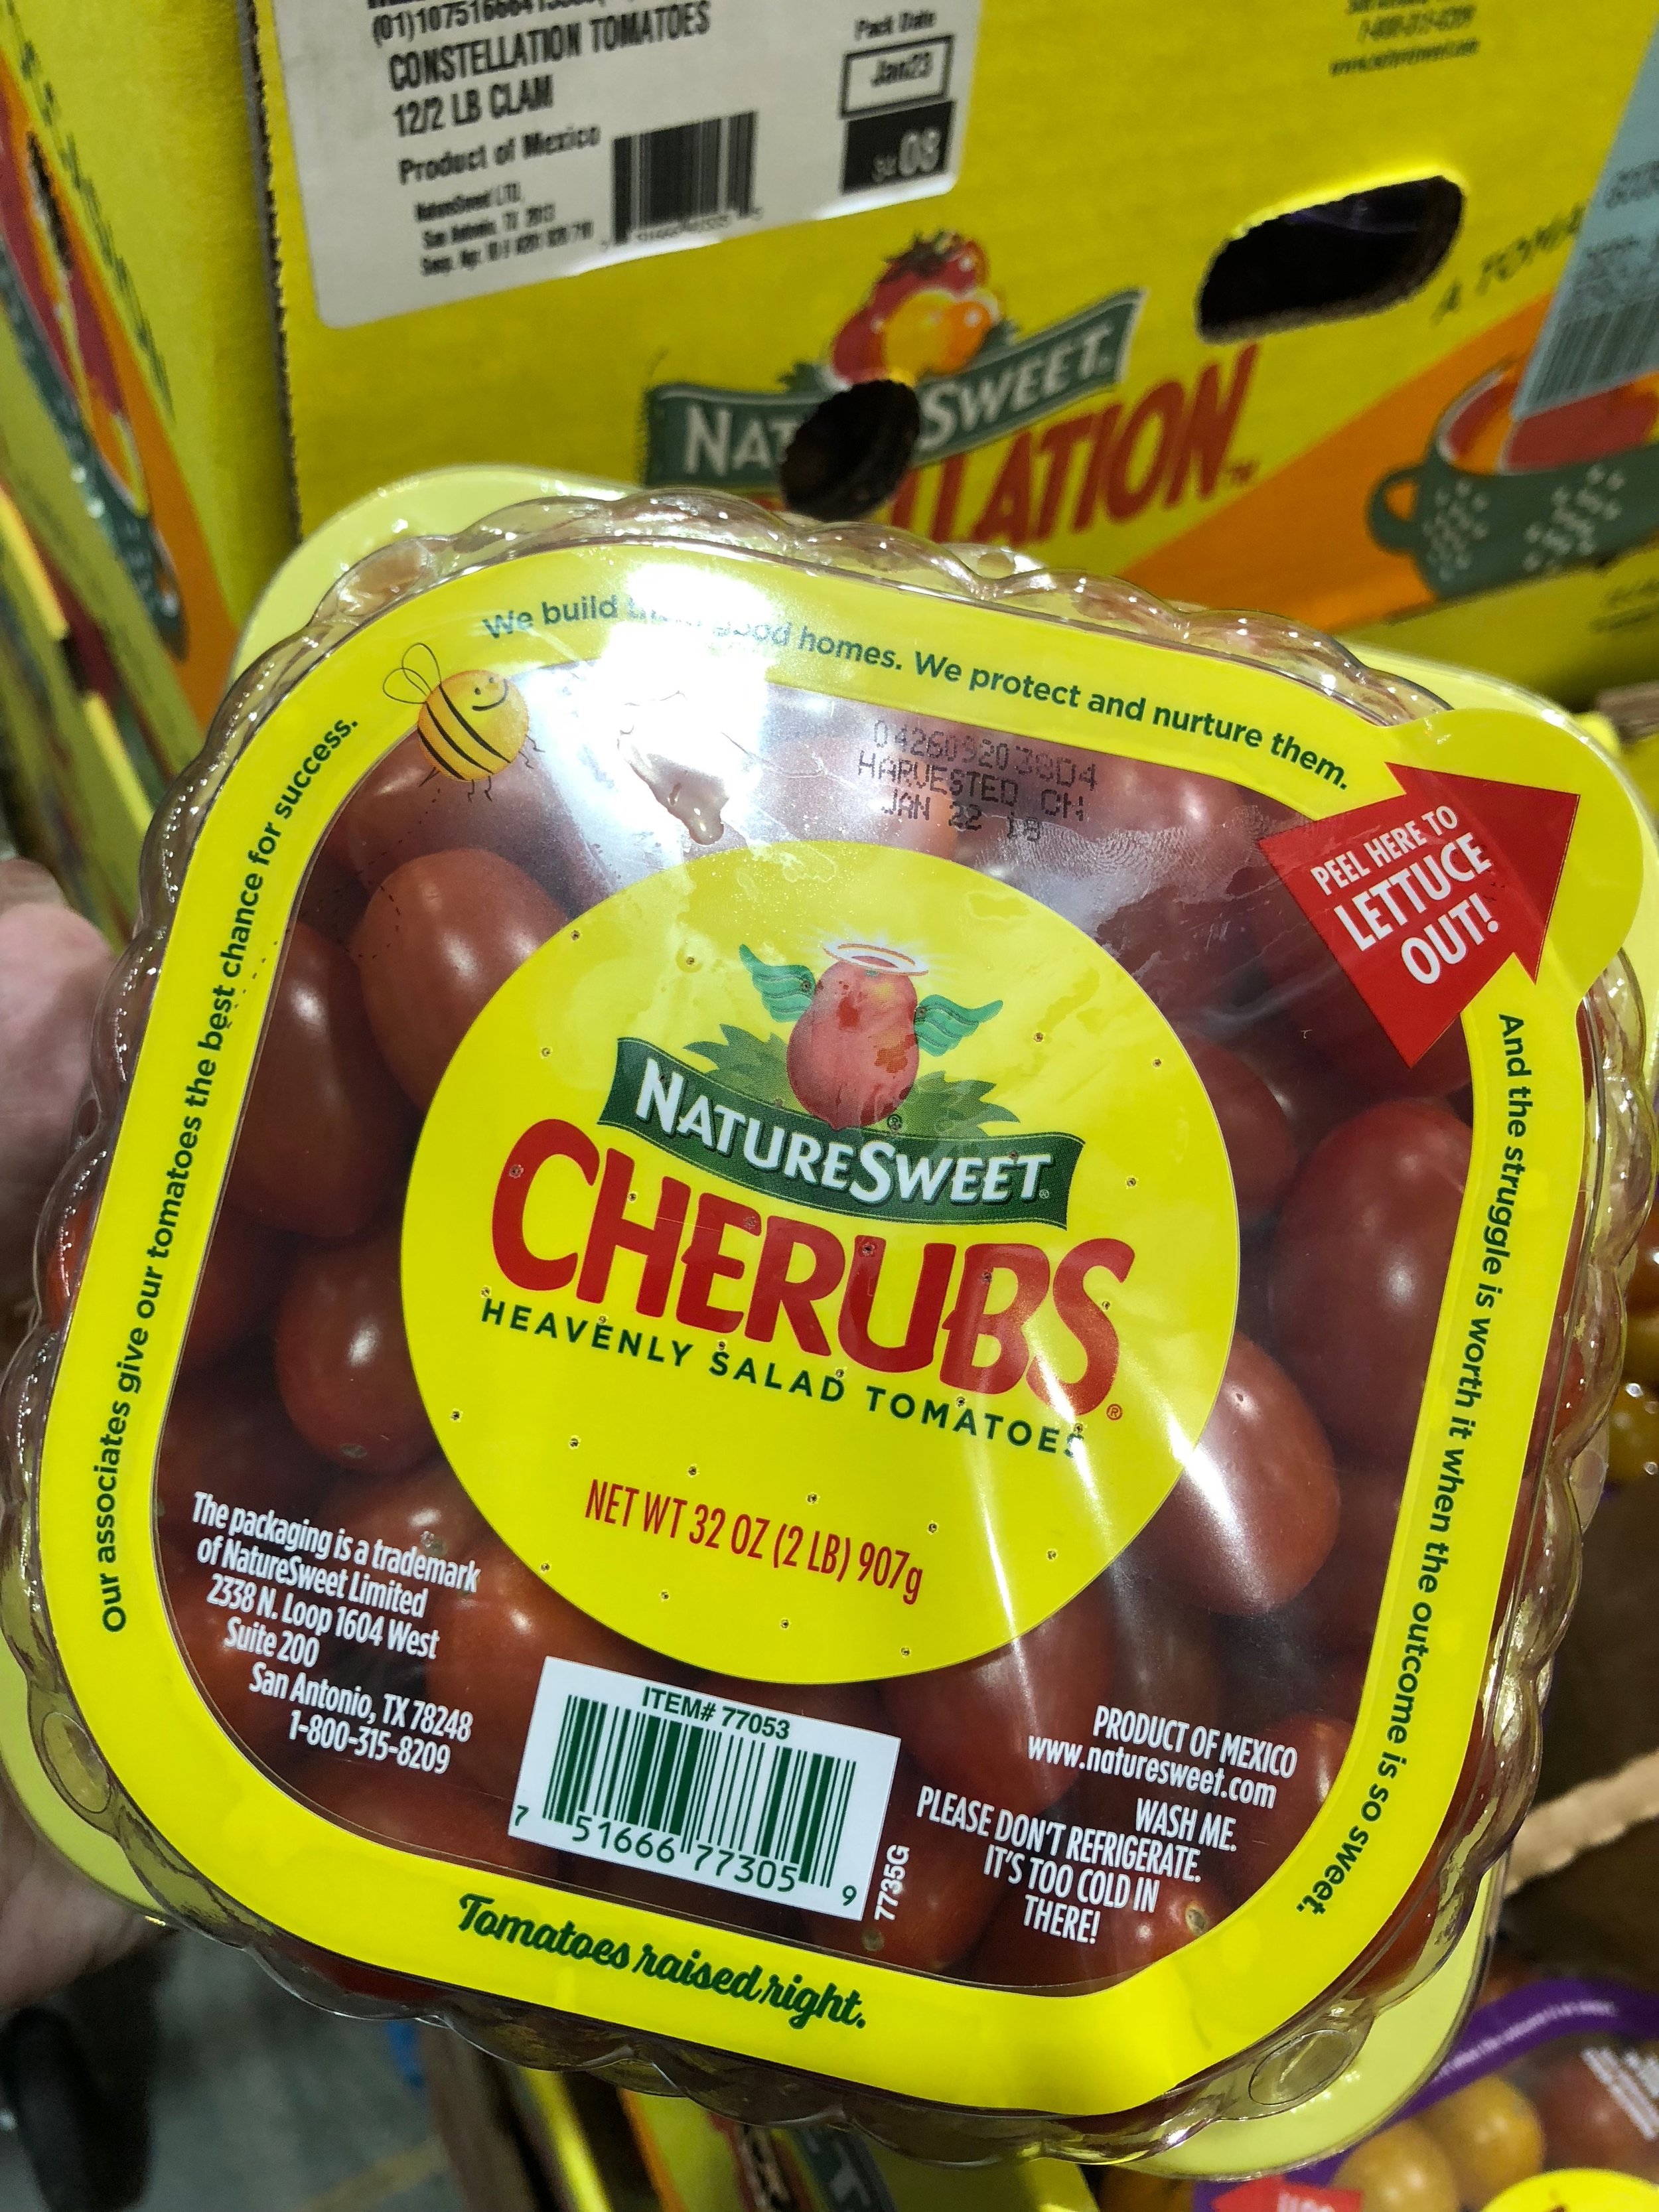 CONSTELLATION TOMATOES
12/2 LB CLAM
Product of Mexico
Pack Date
Jan23
08
NATURESWEET
LATION
We build good homes. We protect and nurture them.
HARVESTED ON
JAN 22 18
PEEL HERE TO
LETTUCE
OUT!
And the struggle is worth it when the outcome is so sweet.
Our associates give our tomatoes the best chance for success.
NATURESWEET
CHERUBS®
HEAVENLY SALAD TOMATOES
NET WT 32 OZ (2 LB) 907g
The packaging is a trademark
of NatureSweet Limited
2338 N. Loop 1604 West
Suite 200
San Antonio, TX 78248
1-800-315-8209
ITEM# 77053
7 51666 77305 9
7735G
PRODUCT OF MEXICO
www.naturesweet.com
WASH ME.
PLEASE DON'T REFRIGERATE.
IT'S TOO COLD IN
THERE!
Tomatoes raised right.